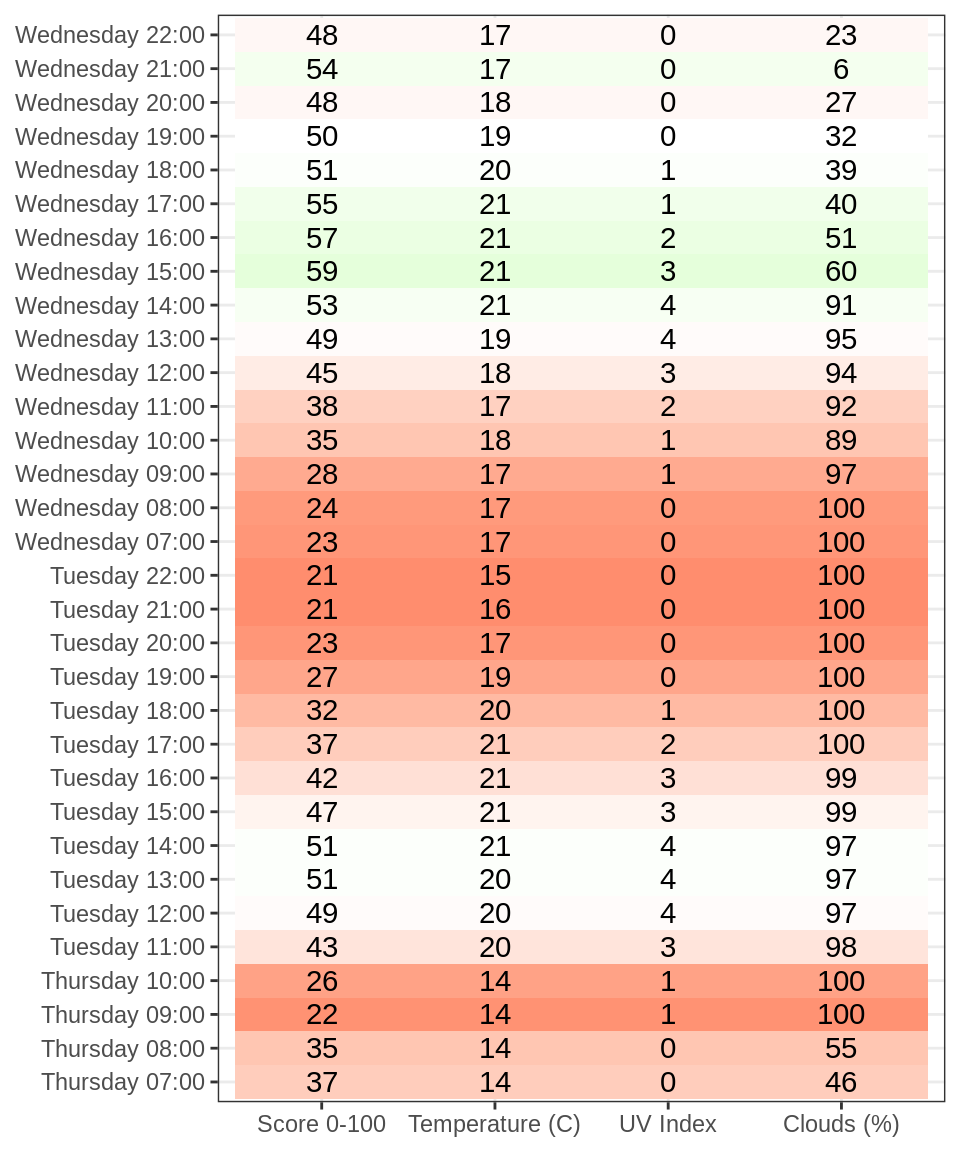 Wednesday 22:00 48 17 0 23
Wednesday 21:00 54 17 0 6
Wednesday 20:00 48 18 0 27
Wednesday 19:00 50 19 0 32
Wednesday 18:00 51 20 1 39
Wednesday 17:00 55 21 1 40
Wednesday 16:00 57 21 2 51
Wednesday 15:00 59 21 3 60
Wednesday 14:00 53 21 4 91
Wednesday 13:00 49 19 4 95
Wednesday 12:00 45 18 3 94
Wednesday 11:00 38 17 2 92
Wednesday 10:00 35 18 1 89
Wednesday 09:00 28 17 1 97
Wednesday 08:00 24 17 0 100
Wednesday 07:00 23 17 0 100
Tuesday 22:00 21 15 0 100
Tuesday 21:00 21 16 0 100
Tuesday 20:00 23 17 0 100
Tuesday 19:00 27 19 0 100
Tuesday 18:00 32 20 1 100
Tuesday 17:00 37 21 2 100
Tuesday 16:00 42 21 3 99
Tuesday 15:00 47 21 3 99
Tuesday 14:00 51 21 4 97
Tuesday 13:00 51 20 4 97
Tuesday 12:00 49 20 4 97
Tuesday 11:00 43 20 3 98
Thursday 10:00 26 14 1 100
Thursday 09:00 22 14 1 100
Thursday 08:00 35 14 0 55
Thursday 07:00 37 14 0 46
Score 0-100 Temperature (C) UV Index Clouds (%)